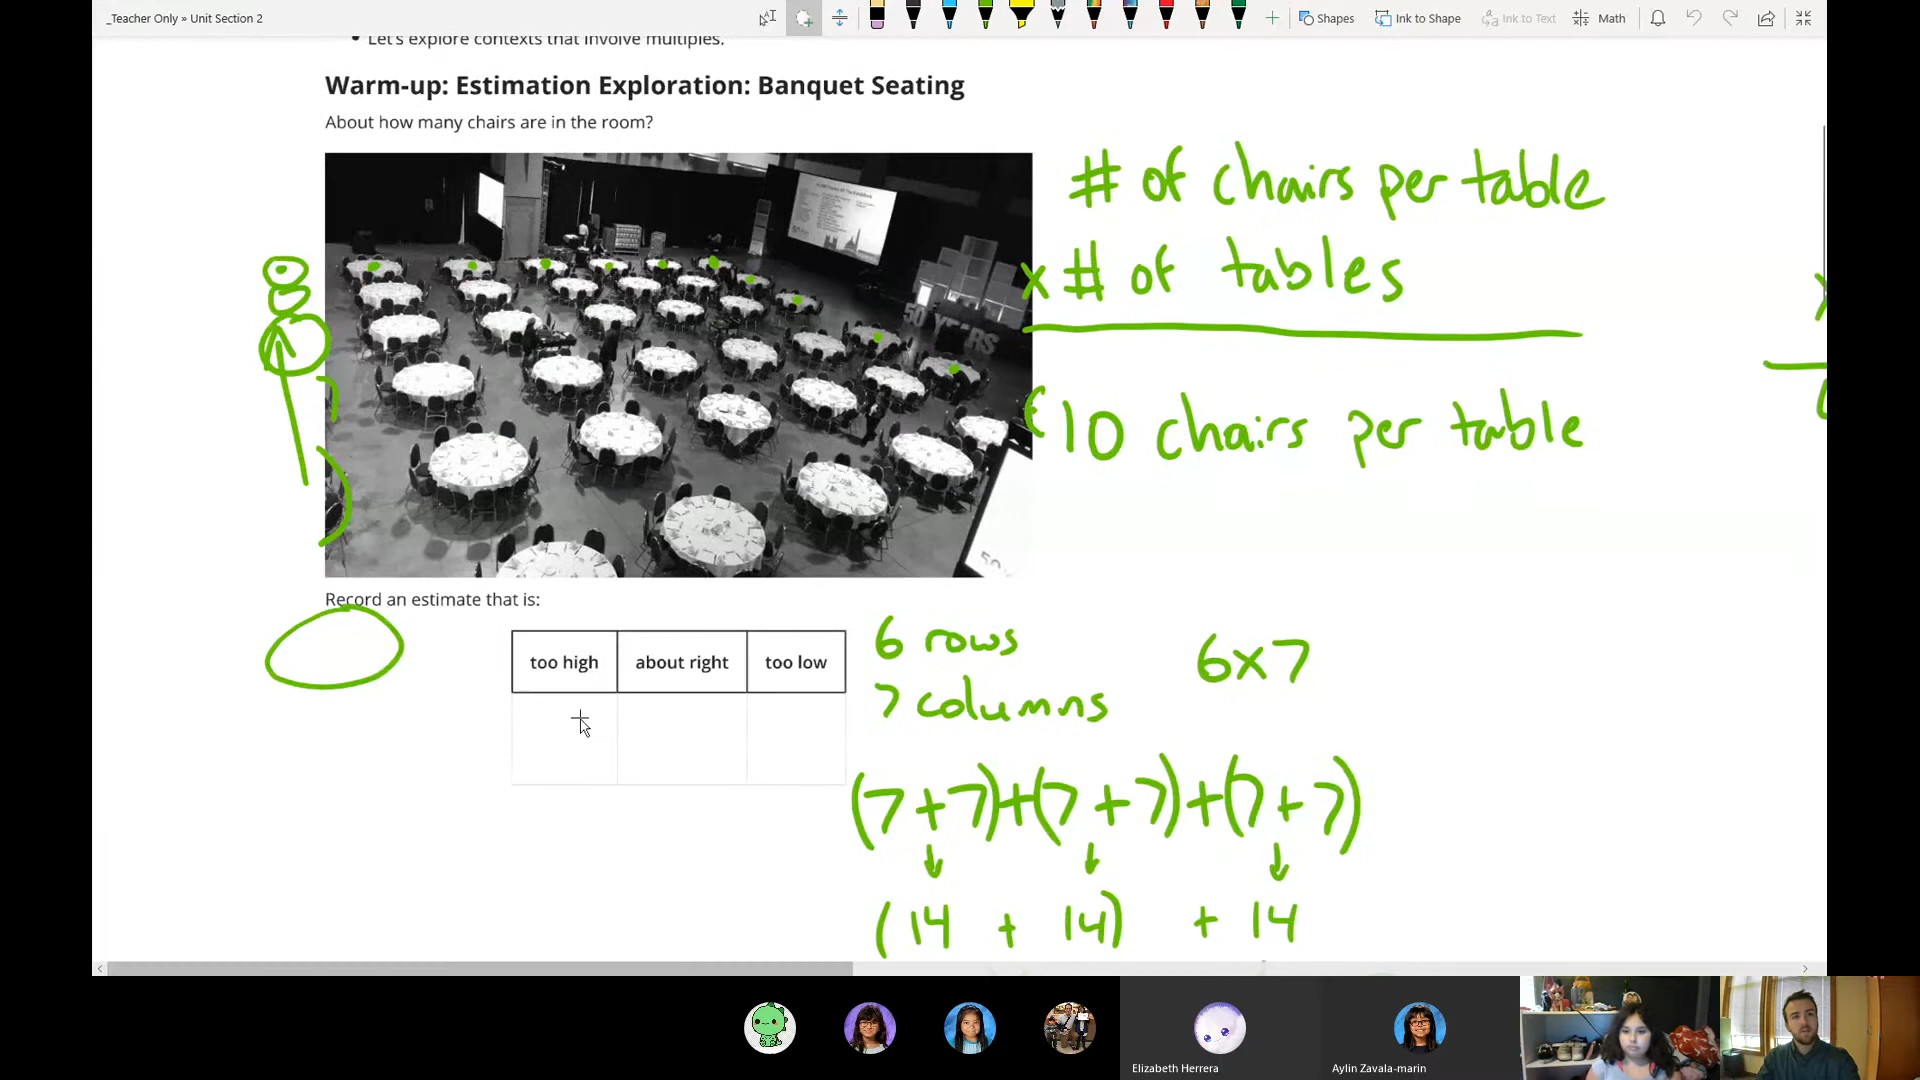 _Teacher Only » Unit Section 2
Shapes
Ink to Shape
Ink to Text
Math
• Let's explore contexts that involve multiples.
Warm-up: Estimation Exploration: Banquet Seating
About how many chairs are in the room?
# of chairs per table
x # of tables
50 YEARS
10 chairs per table
50
Record an estimate that is:
too high about right too low
6 rows
7 columns
6x7
(7+7)+(7+7)+(7+7)
(14 + 14) + 14
Elizabeth Herrera
Aylin Zavala-marin